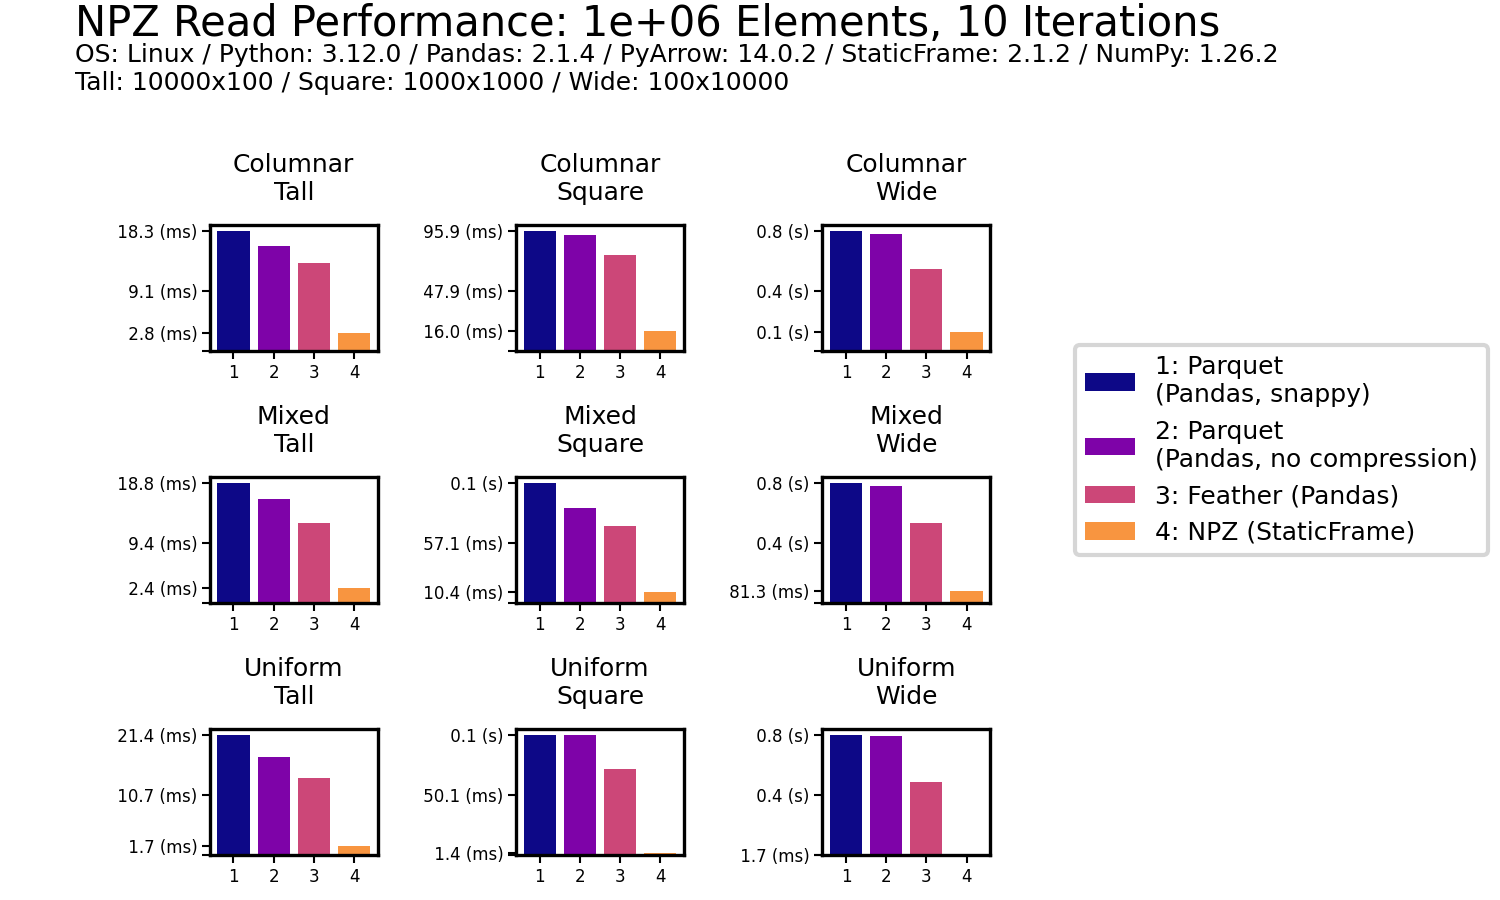 NPZ Read Performance: 1e+06 Elements, 10 Iterations
OS: Linux / Python: 3.12.0 / Pandas: 2.1.4 / PyArrow: 14.0.2 / StaticFrame: 2.1.2 / NumPy: 1.26.2
Tall: 10000x100 / Square: 1000x1000 / Wide: 100x10000
Columnar
Tall
18.3 (ms)
9.1 (ms)
2.8 (ms)
1 2 3 4
Columnar
Square
95.9 (ms)
47.9 (ms)
16.0 (ms)
1 2 3 4
Columnar
Wide
0.8 (s)
0.4 (s)
0.1 (s)
1 2 3 4
Mixed
Tall
18.8 (ms)
9.4 (ms)
2.4 (ms)
1 2 3 4
Mixed
Square
0.1 (s)
57.1 (ms)
10.4 (ms)
1 2 3 4
Mixed
Wide
0.8 (s)
0.4 (s)
81.3 (ms)
1 2 3 4
Uniform
Tall
21.4 (ms)
10.7 (ms)
1.7 (ms)
1 2 3 4
Uniform
Square
0.1 (s)
50.1 (ms)
1.4 (ms)
1 2 3 4
Uniform
Wide
0.8 (s)
0.4 (s)
1.7 (ms)
1 2 3 4
1: Parquet
(Pandas, snappy)
2: Parquet
(Pandas, no compression)
3: Feather (Pandas)
4: NPZ (StaticFrame)